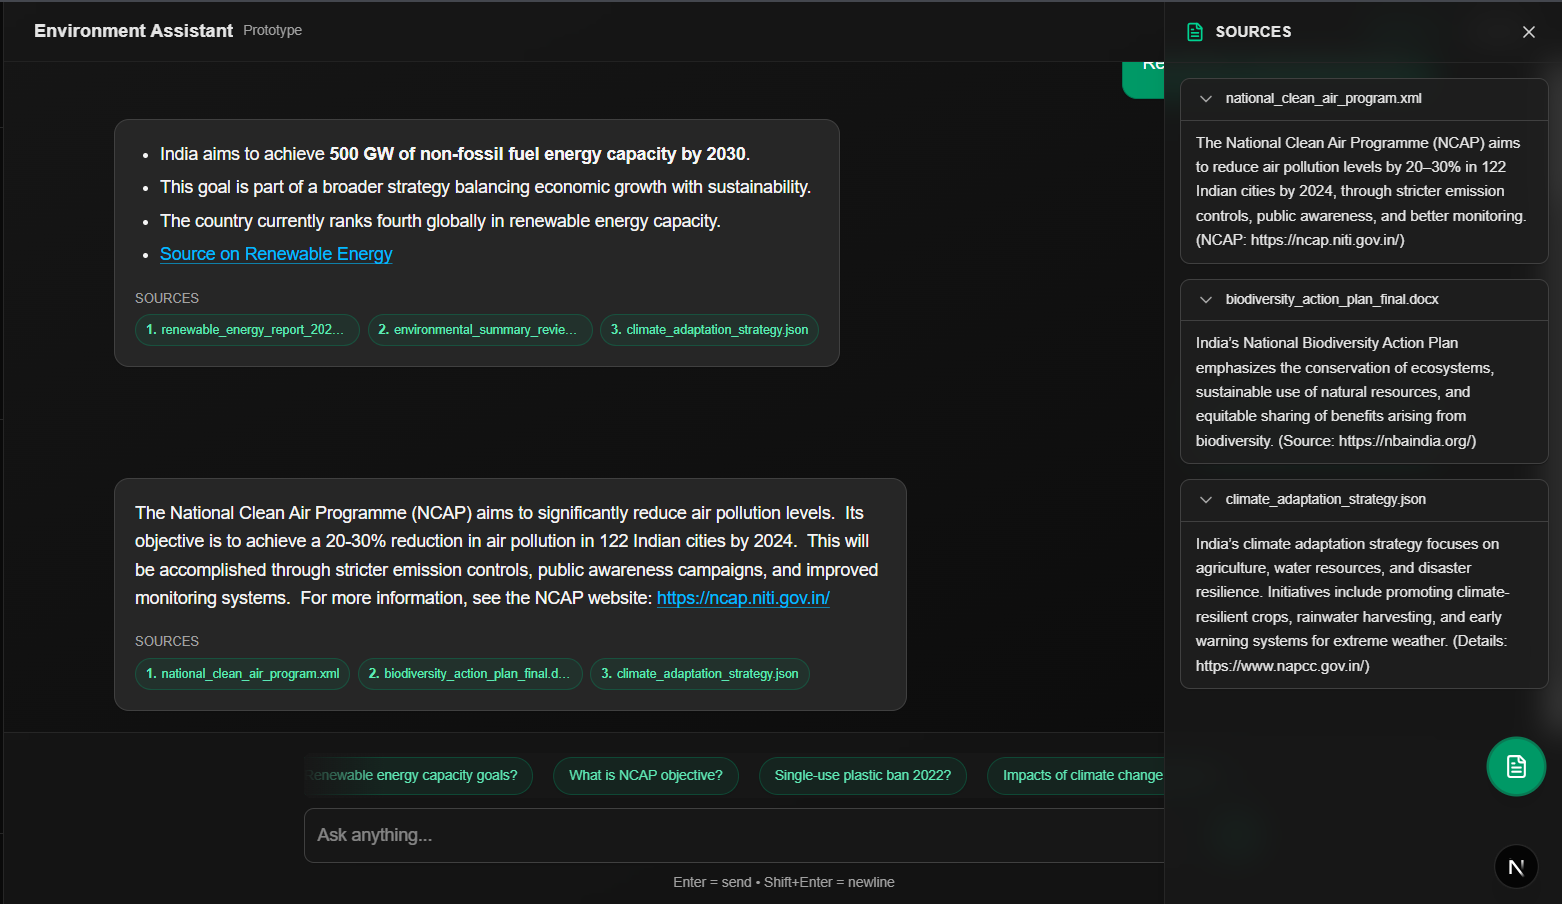 Environment Assistant Prototype
Re
India aims to achieve 500 GW of non-fossil fuel energy capacity by 2030.
This goal is part of a broader strategy balancing economic growth with sustainability.
The country currently ranks fourth globally in renewable energy capacity.
Source on Renewable Energy
SOURCES
1. renewable_energy_report_202...
2. environmental_summary_revie...
3. climate_adaptation_strategy.json
The National Clean Air Programme (NCAP) aims to significantly reduce air pollution levels. Its
objective is to achieve a 20-30% reduction in air pollution in 122 Indian cities by 2024. This will
be accomplished through stricter emission controls, public awareness campaigns, and improved
monitoring systems. For more information, see the NCAP website: https://ncap.niti.gov.in/
SOURCES
1. national_clean_air_program.xml
2. biodiversity_action_plan_final.d...
3. climate_adaptation_strategy.json
Renewable energy capacity goals?
What is NCAP objective?
Single-use plastic ban 2022?
Impacts of climate change
Ask anything...
Enter = send • Shift+Enter = newline
SOURCES
national_clean_air_program.xml
The National Clean Air Programme (NCAP) aims
to reduce air pollution levels by 20–30% in 122
Indian cities by 2024, through stricter emission
controls, public awareness, and better monitoring.
(NCAP: https://ncap.niti.gov.in/)
biodiversity_action_plan_final.docx
India's National Biodiversity Action Plan
emphasizes the conservation of ecosystems,
sustainable use of natural resources, and
equitable sharing of benefits arising from
biodiversity. (Source: https://nbaindia.org/)
climate_adaptation_strategy.json
India's climate adaptation strategy focuses on
agriculture, water resources, and disaster
resilience. Initiatives include promoting climate-
resilient crops, rainwater harvesting, and early
warning systems for extreme weather. (Details:
https://www.napcc.gov.in/)
N